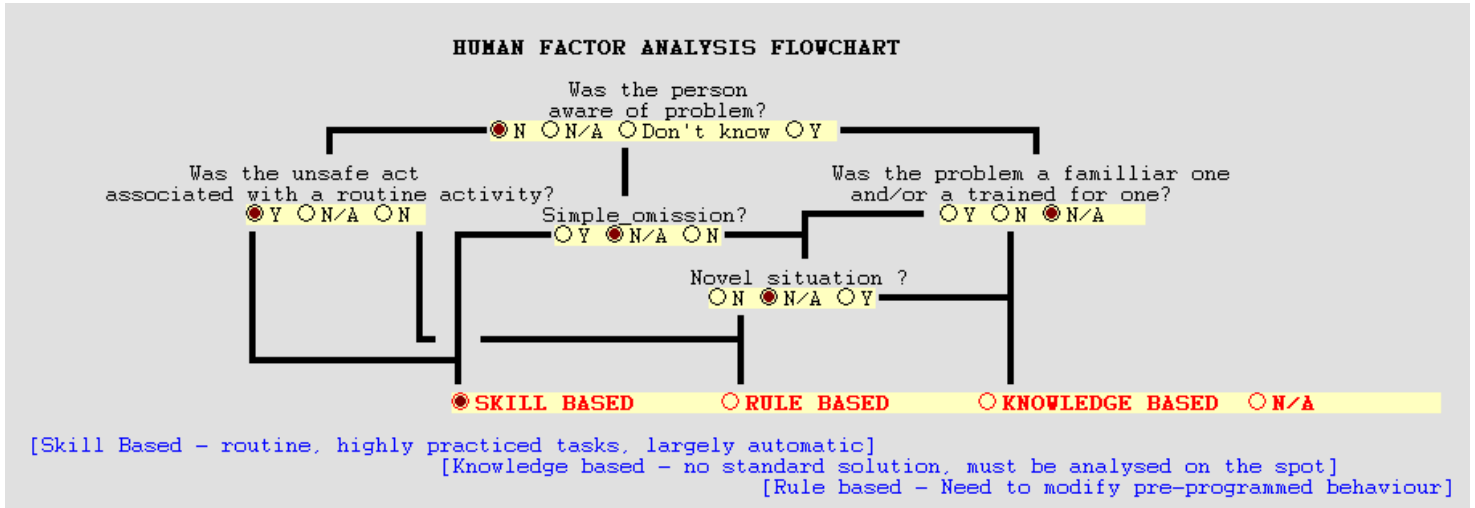 HUMAN FACTOR ANALYSIS FLOWCHART
Was the person
aware of problem?
N N/A Don't know Y
Was the unsafe act
associated with a routine activity?
Y N/A N
Simple_omission?
Y N/A N
Was the problem a familliar one
and/or a trained for one?
Y N N/A
Novel situation ?
N N/A Y
SKILL BASED RULE BASED KNOWLEDGE BASED N/A
[Skill Based - routine, highly practiced tasks, largely automatic]
[Knowledge based - no standard solution, must be analysed on the spot]
[Rule based - Need to modify pre-programmed behaviour]